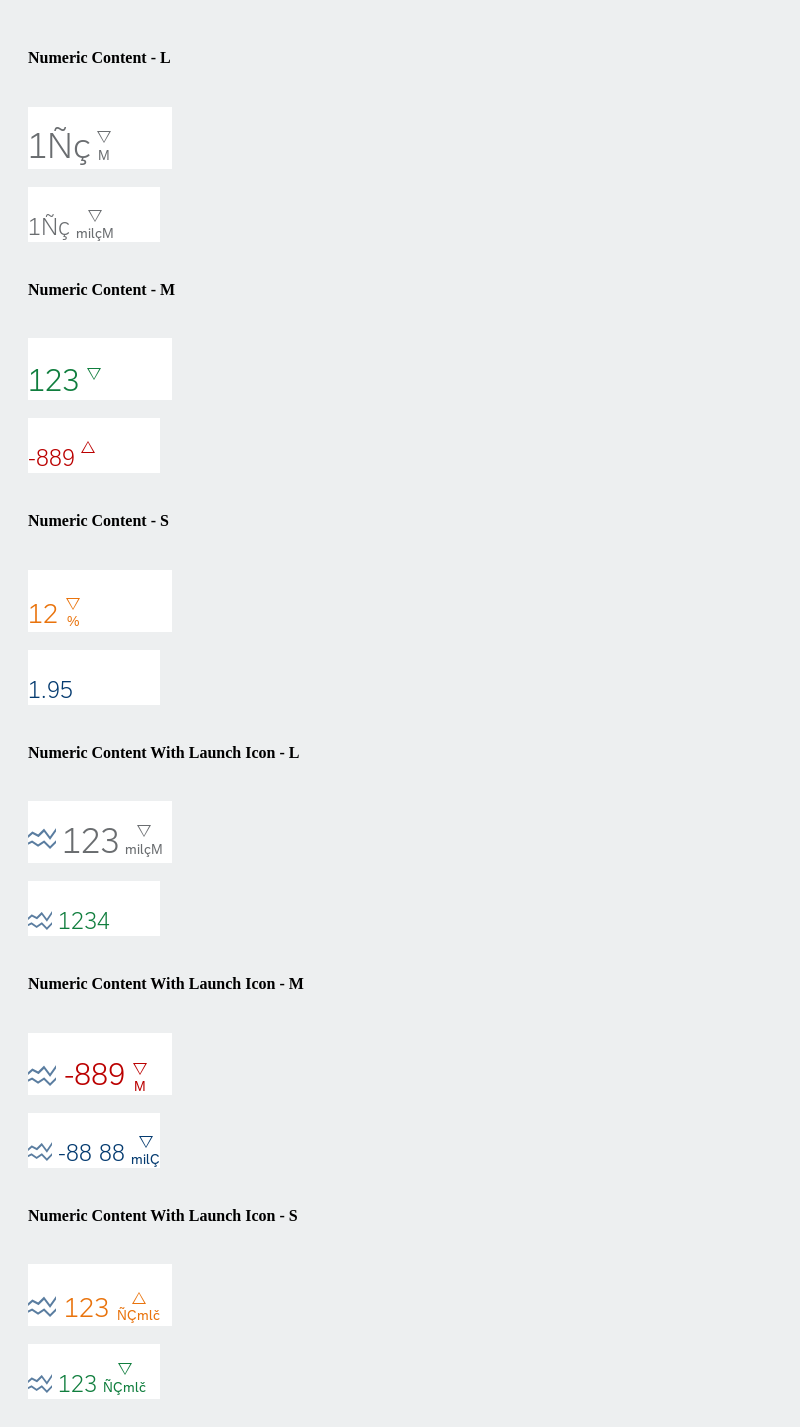 Numeric Content - L
1Ñç M
1Ñç milçM
Numeric Content - M
123
-889
Numeric Content - S
12 %
1.95
Numeric Content With Launch Icon - L
123 milçM
1234
Numeric Content With Launch Icon - M
-889 M
-88 88 milÇ
Numeric Content With Launch Icon - S
123 ÑÇmlč
123 ÑÇmlč